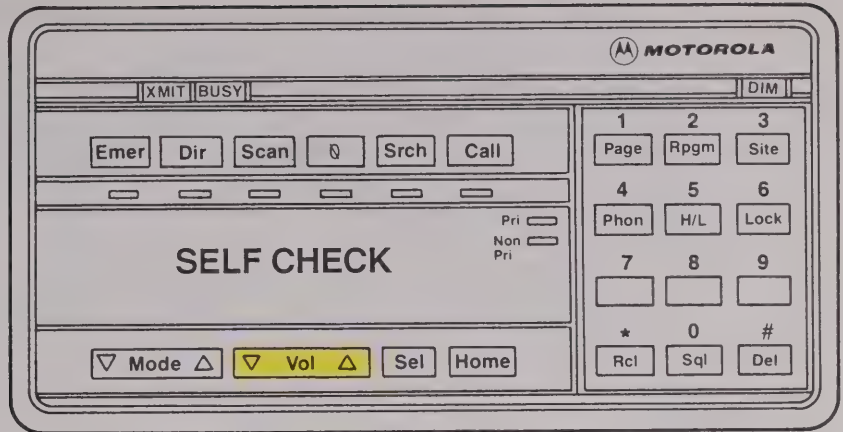 MOTOROLA
XMIT BUSY DIM
1 2 3
Emer Dir Scan Srch Call Page Rpgm Site
4 5 6
Phon H/L Lock
Pri
Non
Pri
SELF CHECK
7 8 9
* 0 #
Mode Vol Sel Home Rcl Sql Del